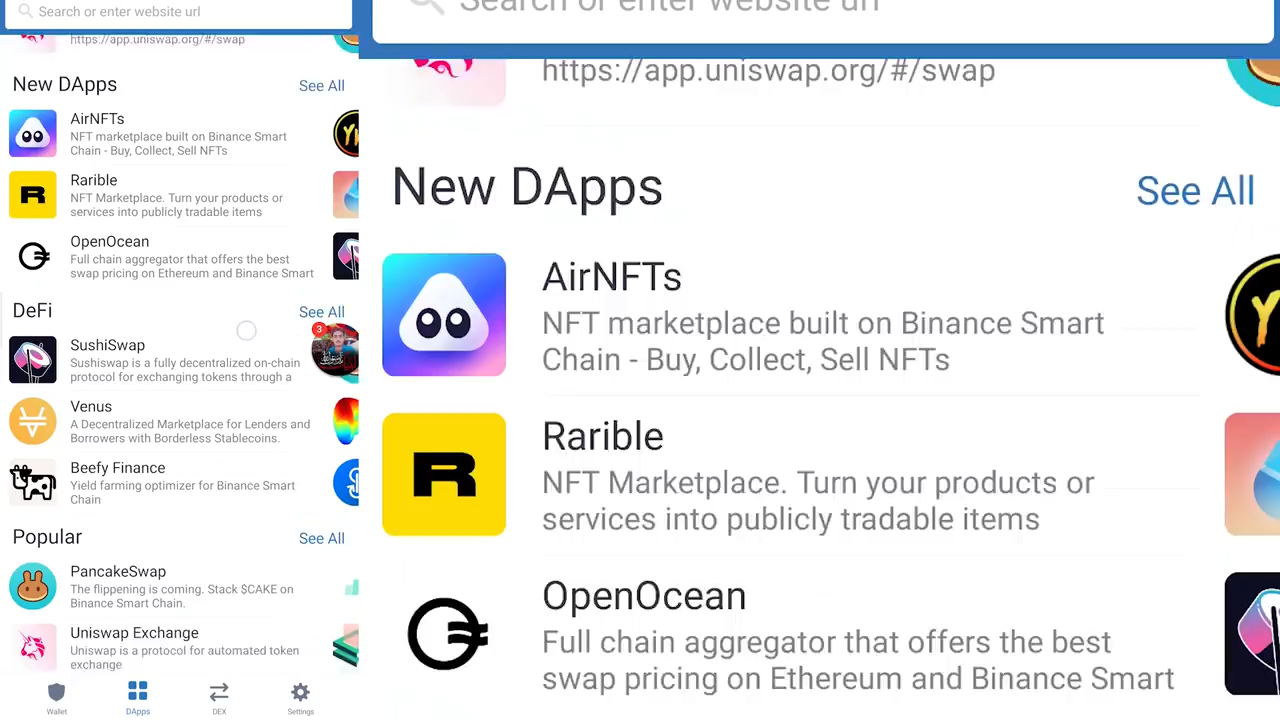 Search or enter website url
https://app.uniswap.org/#/swap
New DApps
See All
AirNFTs
NFT marketplace built on Binance Smart
Chain - Buy, Collect, Sell NFTs
Rarible
NFT Marketplace. Turn your products or
services into publicly tradable items
OpenOcean
Full chain aggregator that offers the best
swap pricing on Ethereum and Binance Smart
DeFi
See All
3
SushiSwap
Sushiswap is a fully decentralized on-chain
protocol for exchanging tokens through a
Venus
A Decentralized Marketplace for Lenders and
Borrowers with Borderless Stablecoins.
Beefy Finance
Yield farming optimizer for Binance Smart
Chain
Popular
See All
PancakeSwap
The flippening is coming. Stack $CAKE on
Binance Smart Chain.
Uniswap Exchange
Uniswap is a protocol for automated token
exchange
Wallet
DApps
DEX
Settings
Search or enter website url
https://app.uniswap.org/#/swap
New DApps
See All
AirNFTs
NFT marketplace built on Binance Smart
Chain - Buy, Collect, Sell NFTs
R
Rarible
NFT Marketplace. Turn your products or
services into publicly tradable items
OpenOcean
Full chain aggregator that offers the best
swap pricing on Ethereum and Binance Smart